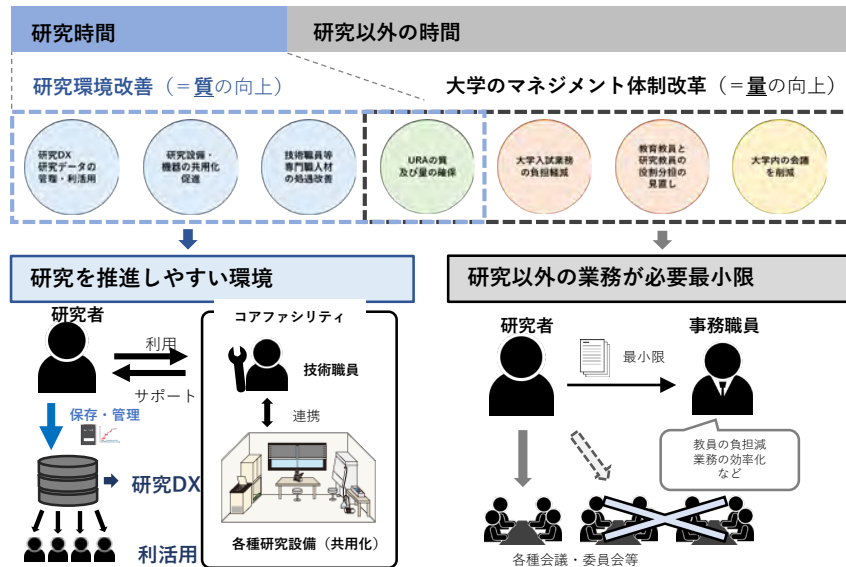 研究時間
研究以外の時間
研究環境改善（＝質の向上）
大学のマネジメント体制改革（＝量の向上）
研究DX
研究データの
管理・利活用
研究設備・
機器の共用化
促進
技術職員等
専門職人材
の処遇改善
URAの質
及び量の確保
大学入試業務
の負担軽減
教育教員と
研究教員の
役割分担の
見直し
大学内の会議
を削減
研究を推進しやすい環境
研究者
利用
サポート
保存・管理
研究DX
利活用
コアファシリティ
技術職員
連携
各種研究設備（共用化）
研究以外の業務が必要最小限
研究者
最小限
事務職員
教員の負担減
業務の効率化
など
各種会議・委員会等